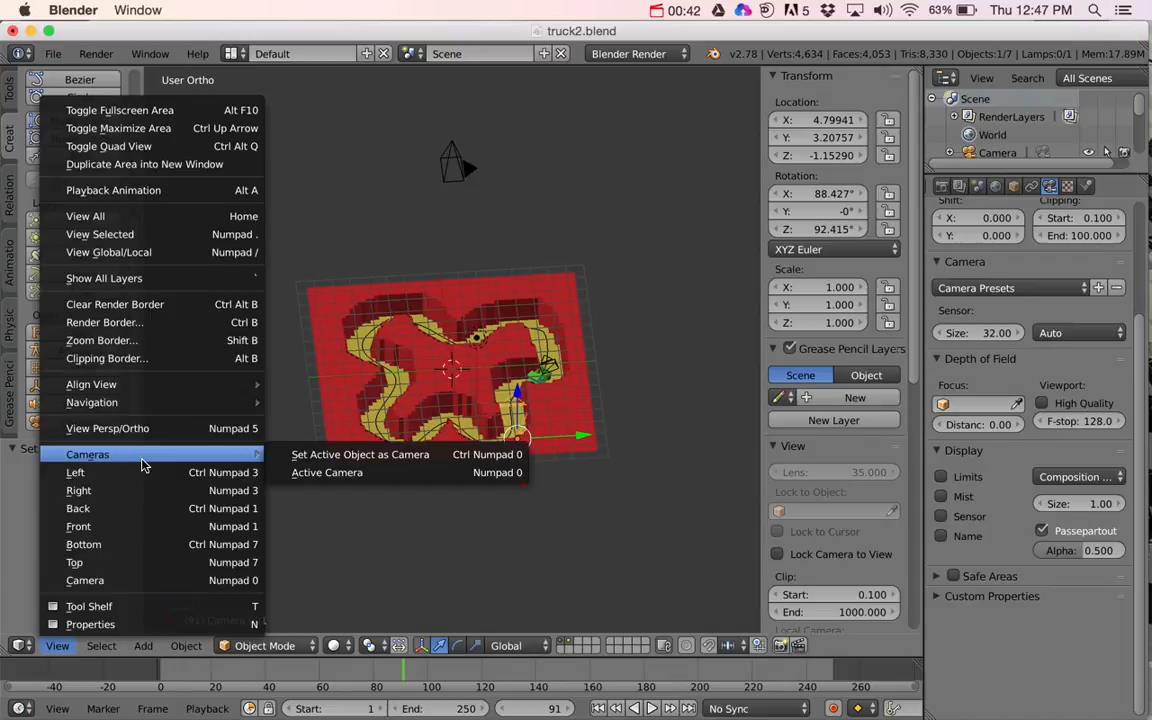 Blender Window 00:42 5 63% Thu 12:47 PM
truck2.blend
File Render Window Help Default Scene Blender Render v2.78 | Verts:4,634 | Faces:4,053 | Tris:8,330 | Objects:1/7 | Lamps:0/1 | Mem:17.89M
Tools
Creat
Relation
Animatio
Physic
Grease Penci
Bezier
User Ortho
Toggle Fullscreen Area Alt F10
Toggle Maximize Area Ctrl Up Arrow
Toggle Quad View Ctrl Alt Q
Duplicate Area into New Window
Playback Animation Alt A
View All Home
View Selected Numpad .
View Global/Local Numpad /
Show All Layers `
Clear Render Border Ctrl Alt B
Render Border... Ctrl B
Zoom Border... Shift B
Clipping Border... Alt B
Align View
Navigation
View Persp/Ortho Numpad 5
Cameras
Left Ctrl Numpad 3
Right Numpad 3
Back Ctrl Numpad 1
Front Numpad 1
Bottom Ctrl Numpad 7
Top Numpad 7
Camera Numpad 0
Tool Shelf T
Properties N
Set Active Object as Camera Ctrl Numpad 0
Active Camera Numpad 0
Set
Transform
Location:
X: 4.79941
Y: 3.20757
Z: -1.15290
Rotation:
X: 88.427°
Y: -0°
Z: 92.415°
XYZ Euler
Scale:
X: 1.000
Y: 1.000
Z: 1.000
Grease Pencil Layers
Scene Object
New
New Layer
View
Lens: 35.000
Lock to Object:
Lock to Cursor
Lock Camera to View
Clip:
Start: 0.100
End: 1000.000
Local Camera:
View Search All Scenes
Scene
RenderLayers
World
Camera
Shift: Clipping:
X: 0.000 Start: 0.100
Y: 0.000 End: 100.000
Camera
Camera Presets
Sensor:
Size: 32.00 Auto
Depth of Field
Focus: Viewport:
High Quality
Distanc: 0.00 F-stop: 128.0
Display
Limits Composition ...
Mist Size: 1.00
Sensor Passepartout
Name Alpha: 0.500
Safe Areas
Custom Properties
View Select Add Object Object Mode Global
-40 -20 0 20 40 60 80 100 120 140 160 180 200 220 240 260
View Marker Frame Playback Start: 1 End: 250 91 No Sync